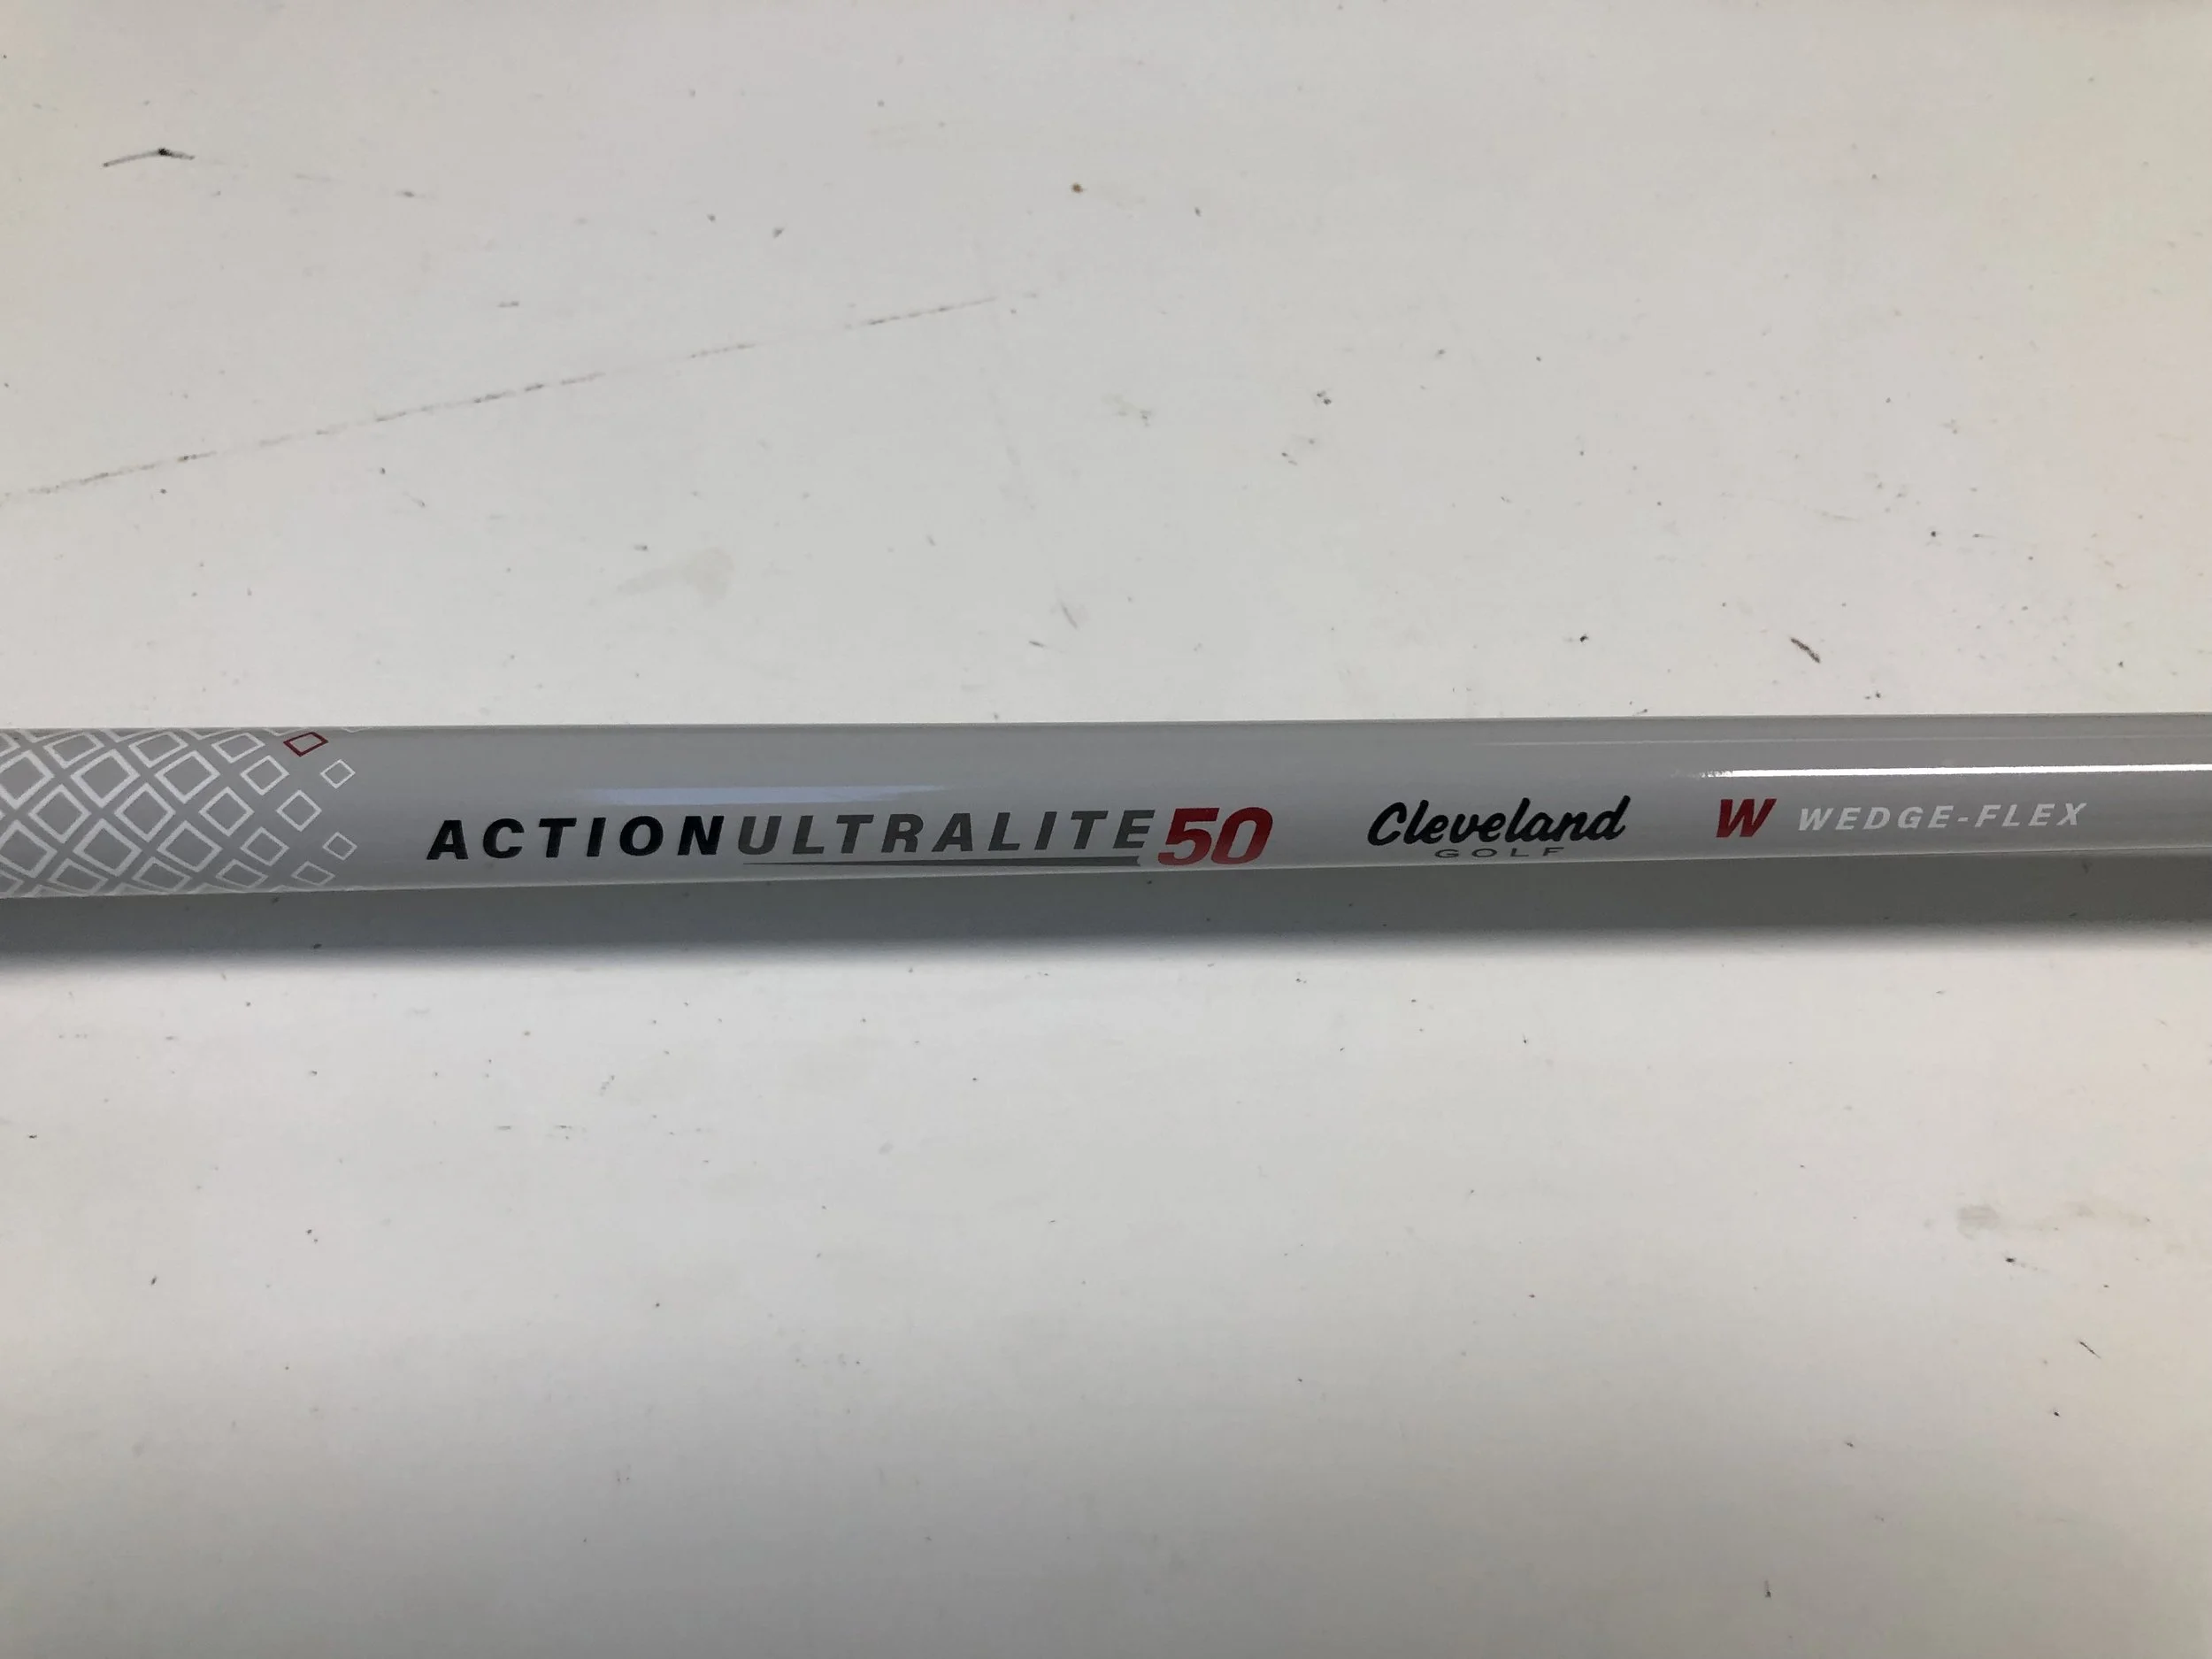 ACTIONULTRALITE50 Cleveland W WEDGE-FLEX
GOLF